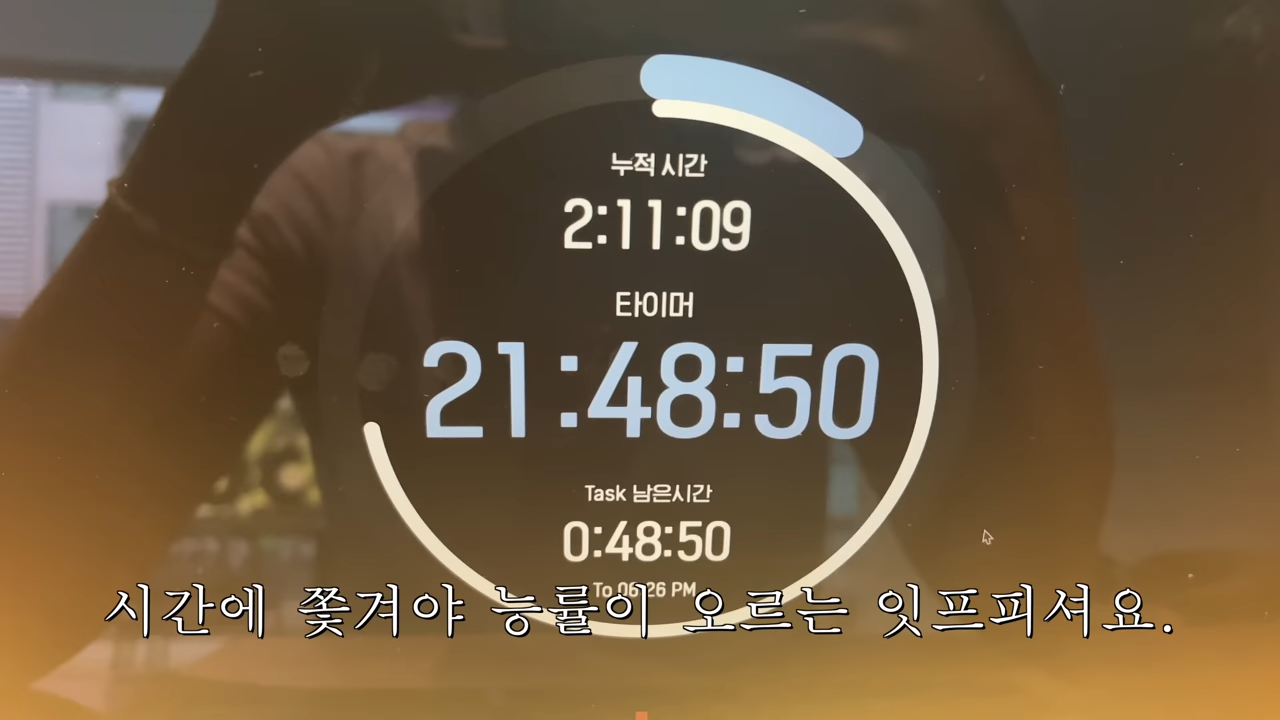 누적 시간
2:11:09
타이머
21:48:50
Task 남은시간
0:48:50
To 06:26 PM
시간에 쫓겨야 능률이 오르는 잇프피셔요.